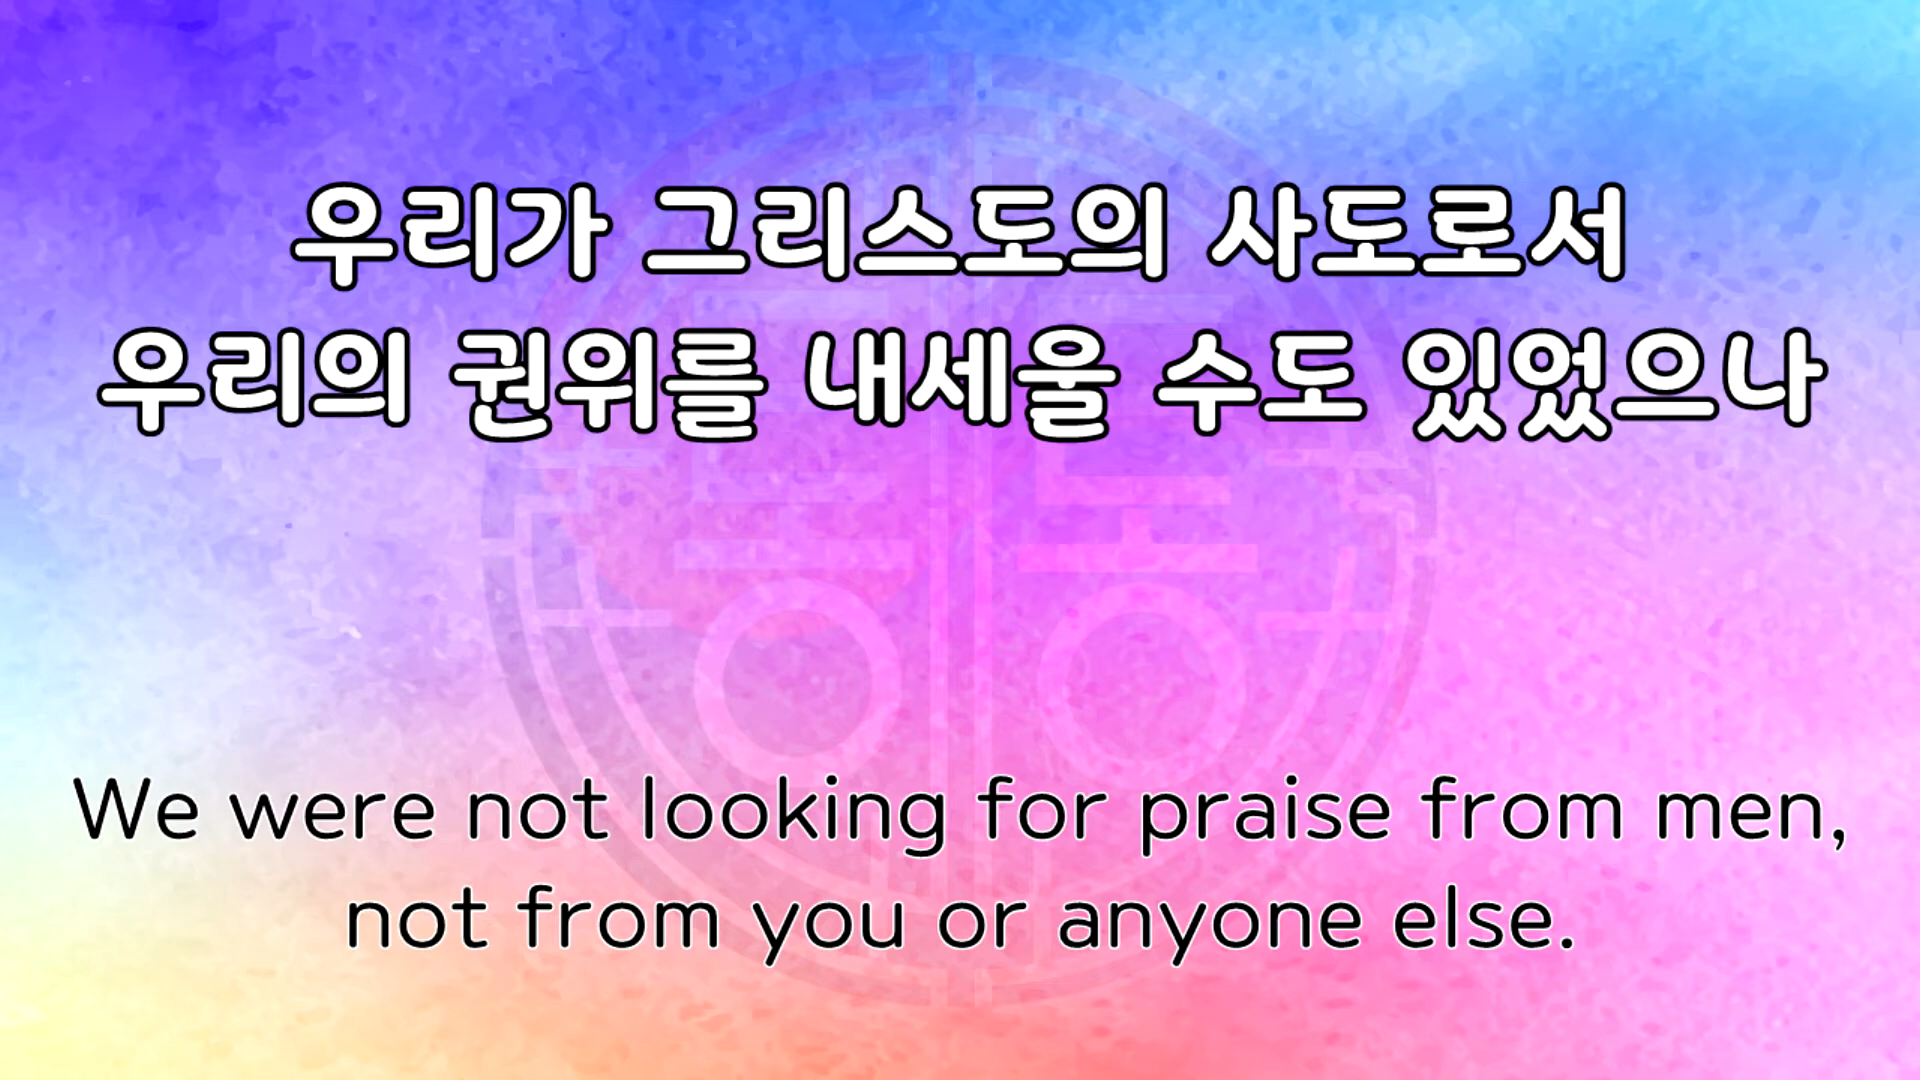 우리가 그리스도의 사도로서
우리의 권위를 내세울 수도 있었으나
We were not looking for praise from men,
not from you or anyone else.